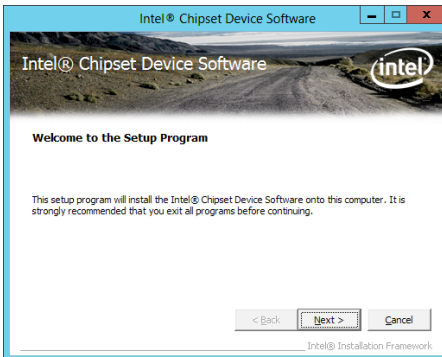 Intel® Chipset Device Software
Intel® Chipset Device Software
intel
Welcome to the Setup Program
This setup program will install the Intel® Chipset Device Software onto this computer. It is
strongly recommended that you exit all programs before continuing.
< Back Next > Cancel
Intel® Installation Framework